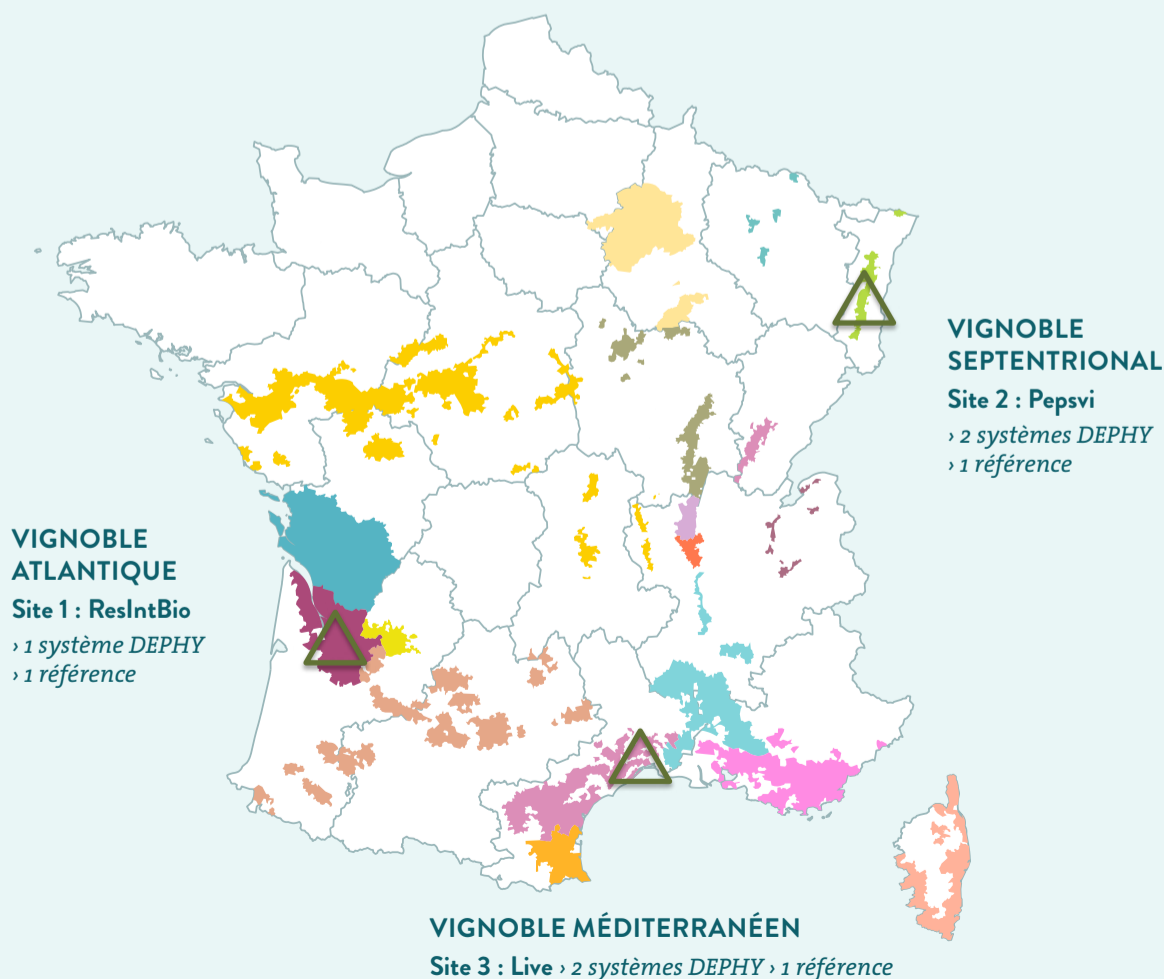 VIGNOBLE
SEPTENTRIONAL
Site 2 : Pepsvi
› 2 systèmes DEPHY
› 1 référence
VIGNOBLE
ATLANTIQUE
Site 1 : ResIntBio
› 1 système DEPHY
› 1 référence
VIGNOBLE MÉDITERRANÉEN
Site 3 : Live › 2 systèmes DEPHY › 1 référence